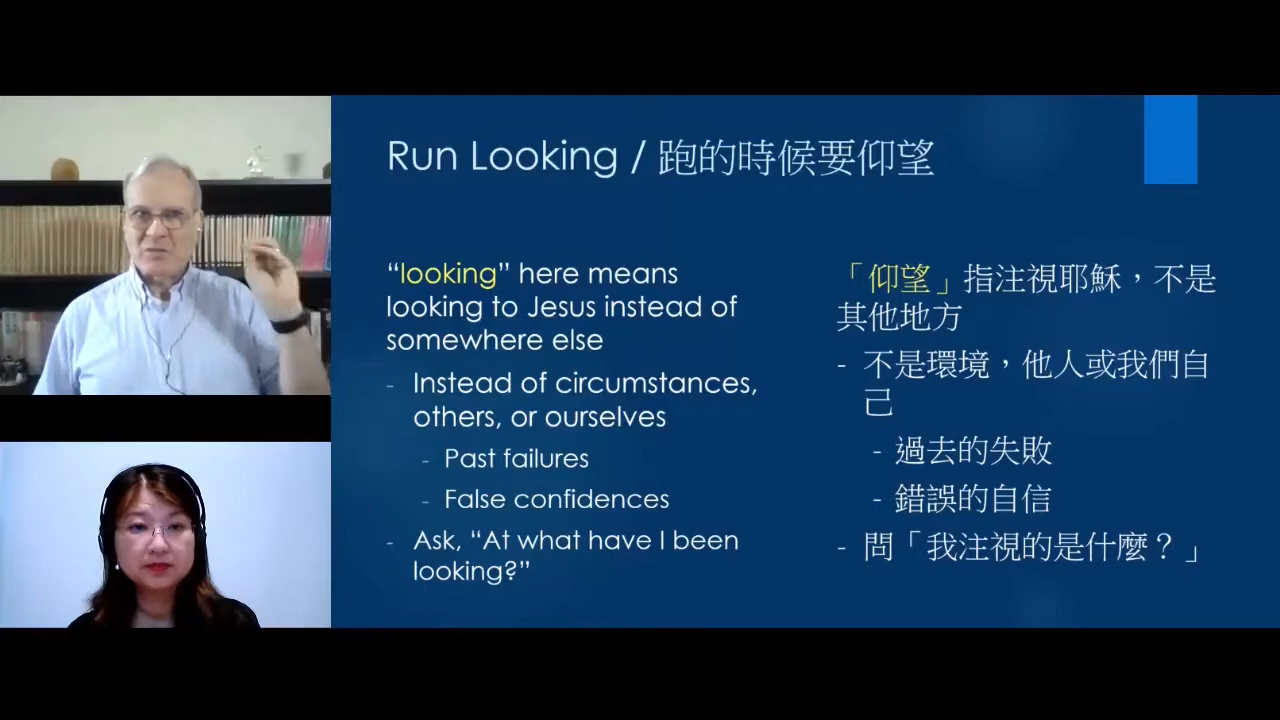 Run Looking / 跑的時候要仰望
“looking” here means
looking to Jesus instead of
somewhere else
- Instead of circumstances,
others, or ourselves
- Past failures
- False confidences
- Ask, “At what have I been
looking?”
「仰望」指注視耶穌，不是
其他地方
- 不是環境，他人或我們自
己
- 過去的失敗
- 錯誤的自信
- 問「我注視的是什麼？」